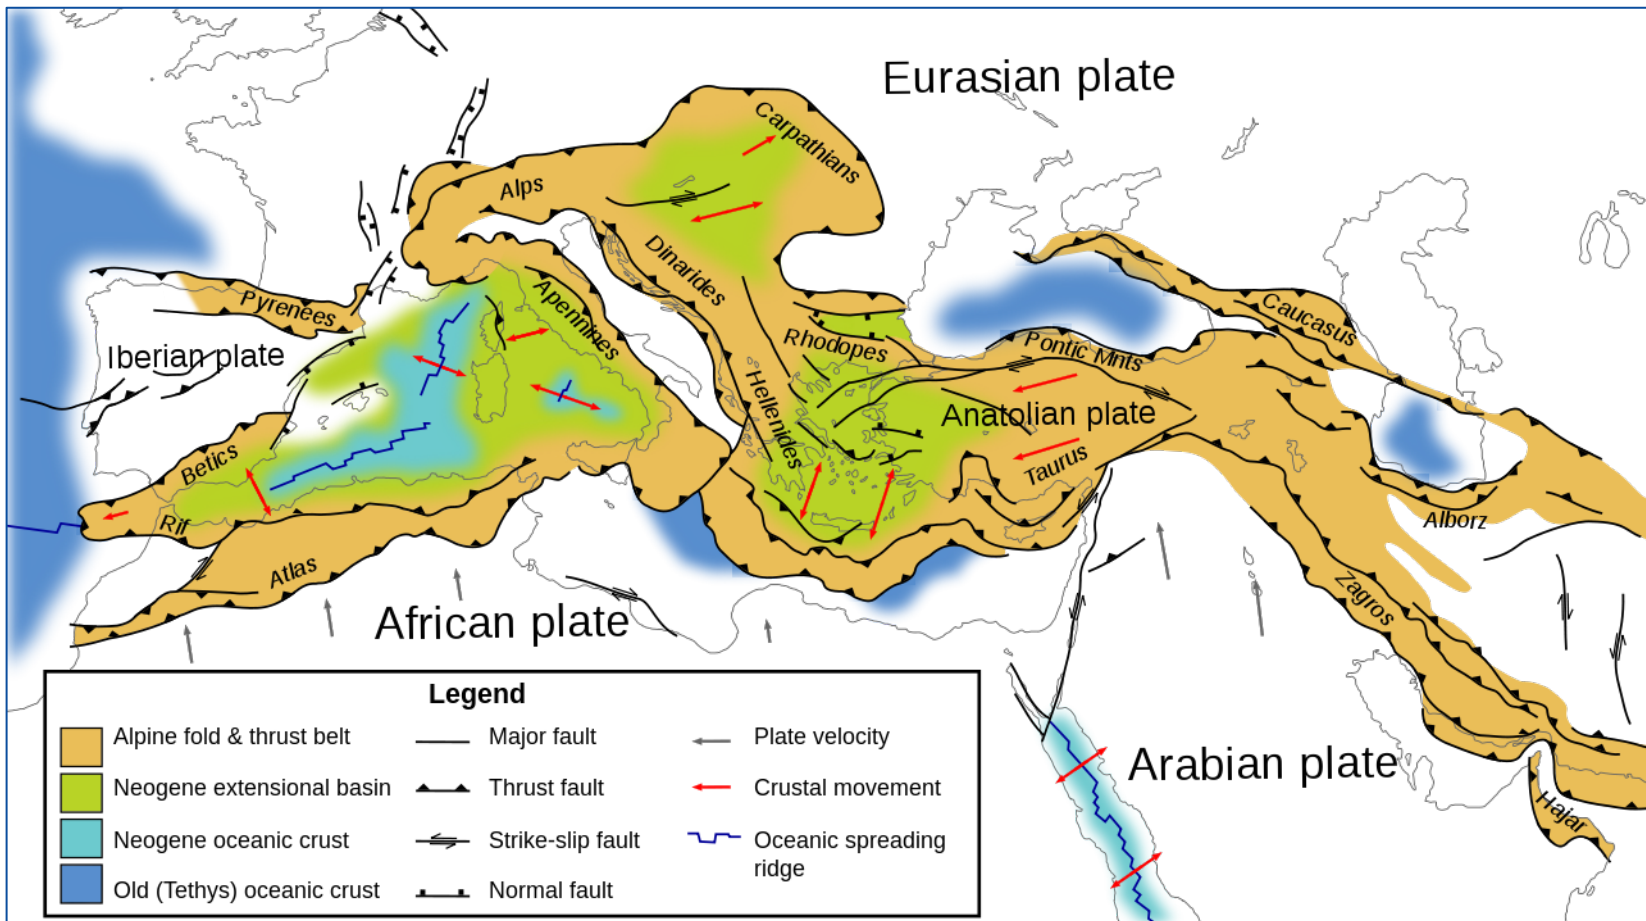 Eurasian plate
Carpathians
Alps
Dinarides
Pyrenees
Apennines
Caucasus
Iberian plate
Rhodopes
Pontic Mnts
Hellenides
Anatolian plate
Betics
Taurus
Rif
Alborz
Atlas
Zagros
African plate
Arabian plate
Hajar
Legend
Alpine fold & thrust belt
Neogene extensional basin
Neogene oceanic crust
Old (Tethys) oceanic crust
Major fault
Thrust fault
Strike-slip fault
Normal fault
Plate velocity
Crustal movement
Oceanic spreading
ridge